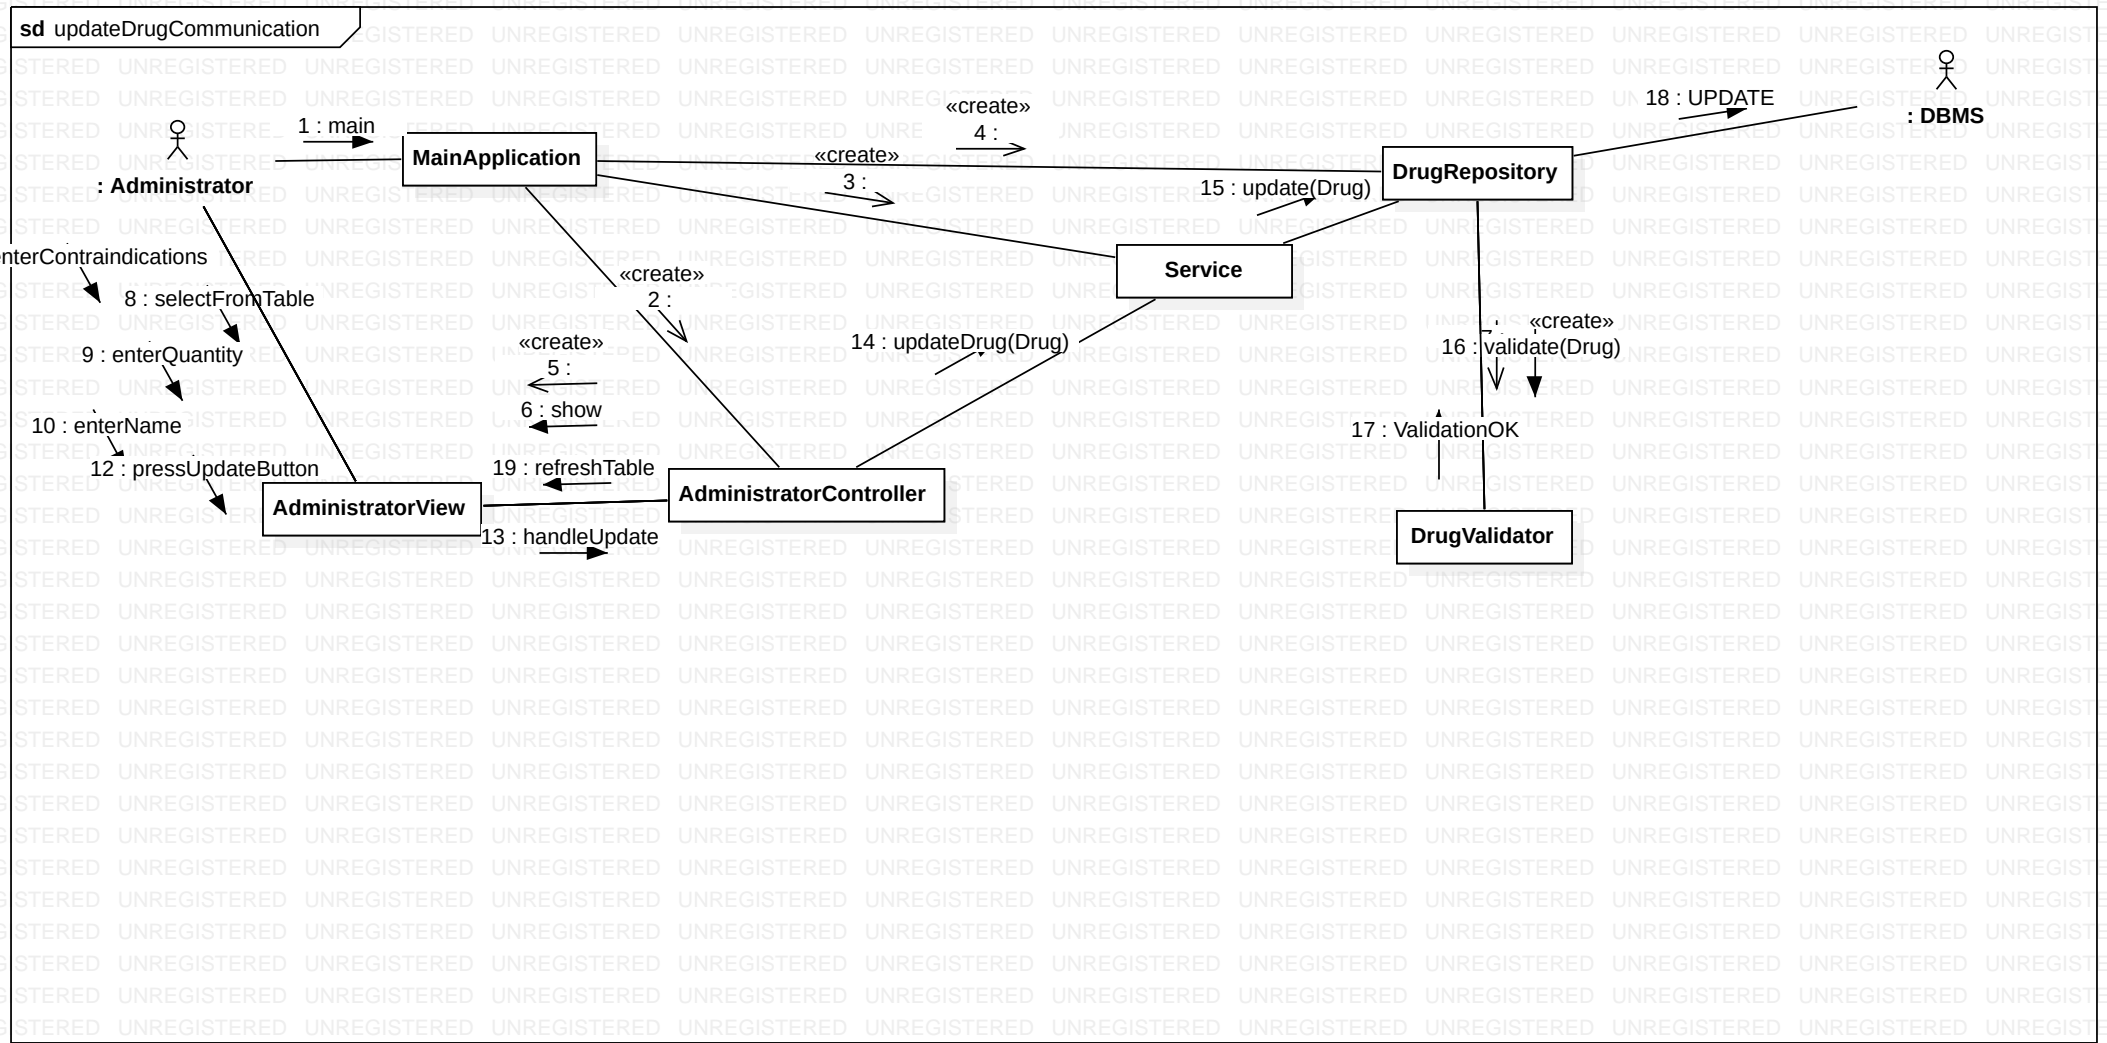 sd updateDrugCommunication
: Administrator
1 : main
MainApplication
«create»
4 :
«create»
3 :
15 : update(Drug)
DrugRepository
18 : UPDATE
: DBMS
Service
enterContraindications
8 : selectFromTable
9 : enterQuantity
10 : enterName
12 : pressUpdateButton
«create»
2 :
«create»
5 :
6 : show
14 : updateDrug(Drug)
«create»
16 : validate(Drug)
17 : ValidationOK
19 : refreshTable
AdministratorView
AdministratorController
13 : handleUpdate
DrugValidator
UNREGISTERED